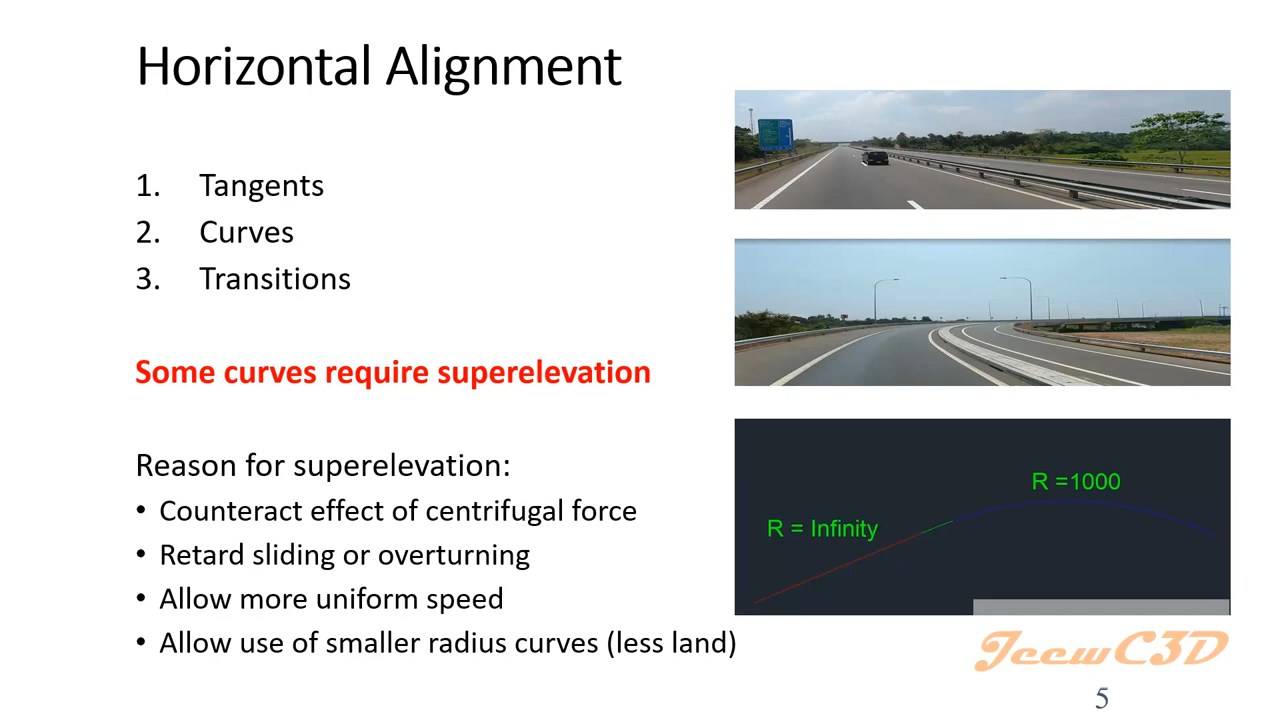 Horizontal Alignment
1. Tangents
2. Curves
3. Transitions
Some curves require superelevation
Reason for superelevation:
• Counteract effect of centrifugal force
• Retard sliding or overturning
• Allow more uniform speed
• Allow use of smaller radius curves (less land)
R =1000
R = Infinity
JeewC3D
5